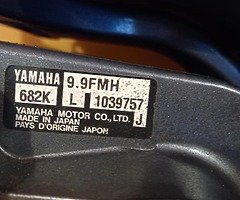 YAMAHA 9.9FMH
682K L 1039757
YAMAHA MOTOR CO., LTD. J
MADE IN JAPAN
PAYS D'ORIGINE JAPON